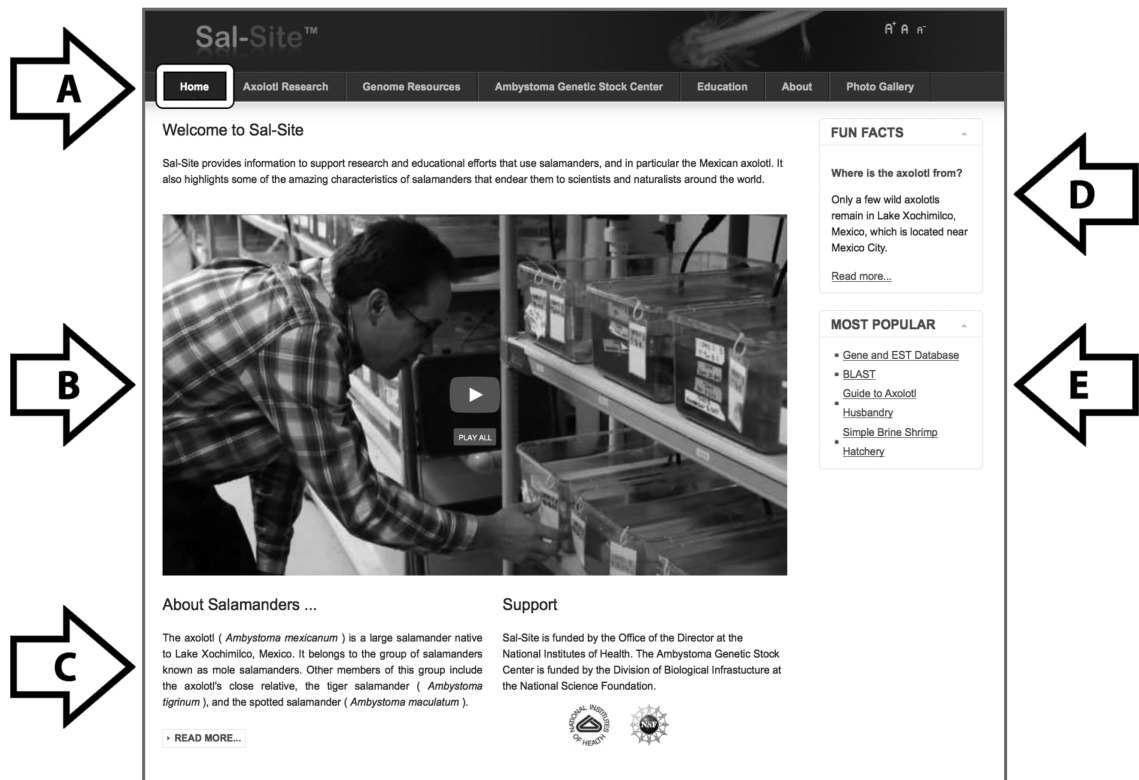 Sal-Site™
A+ A A-
A
Home Axolotl Research Genome Resources Ambystoma Genetic Stock Center Education About Photo Gallery
Welcome to Sal-Site
Sal-Site provides information to support research and educational efforts that use salamanders, and in particular the Mexican axolotl. It
also highlights some of the amazing characteristics of salamanders that endear them to scientists and naturalists around the world.
B
PLAY ALL
About Salamanders ...
C
The axolotl ( Ambystoma mexicanum ) is a large salamander native
to Lake Xochimilco, Mexico. It belongs to the group of salamanders
known as mole salamanders. Other members of this group include
the axolotl's close relative, the tiger salamander ( Ambystoma
tigrinum ), and the spotted salamander ( Ambystoma maculatum ).
READ MORE...
Support
Sal-Site is funded by the Office of the Director at the
National Institutes of Health. The Ambystoma Genetic Stock
Center is funded by the Division of Biological Infrastucture at
the National Science Foundation.
NATIONAL INSTITUTES
OF HEALTH
NSF
FUN FACTS
D
Where is the axolotl from?
Only a few wild axolotls
remain in Lake Xochimilco,
Mexico, which is located near
Mexico City.
Read more...
MOST POPULAR
E
Gene and EST Database
BLAST
Guide to Axolotl
Husbandry
Simple Brine Shrimp
Hatchery